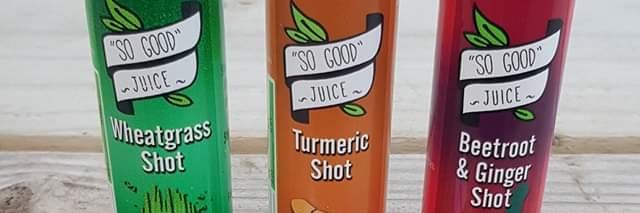 "SO GOOD"
~ JUICE ~
Wheatgrass
Shot
"SO GOOD"
~ JUICE ~
Turmeric
Shot
"SO GOOD"
~ JUICE ~
Beetroot
& Ginger
Shot